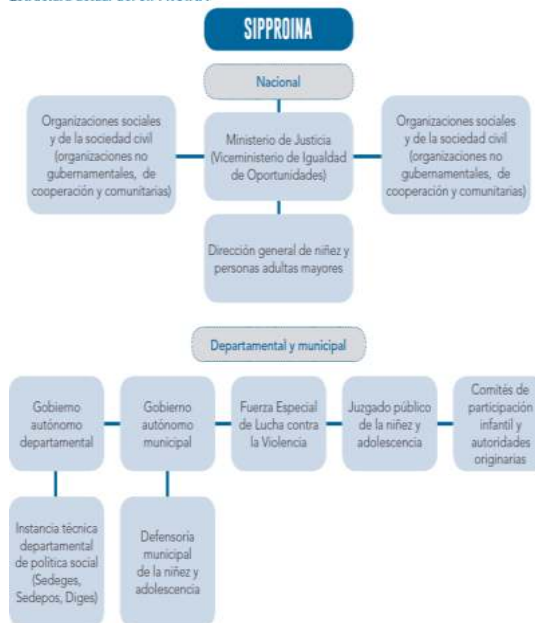 SIPPROINA
Nacional
Organizaciones sociales
y de la sociedad civil
(organizaciones no
gubernamentales, de
cooperación y comunitarias)
Ministerio de Justicia
(Viceministerio de Igualdad
de Oportunidades)
Organizaciones sociales
y de la sociedad civil
(organizaciones no
gubernamentales, de
cooperación y comunitarias)
Dirección general de niñez y
personas adultas mayores
Departamental y municipal
Gobierno
autónomo
departamental
Gobierno
autónomo
municipal
Fuerza Especial
de Lucha contra
la Violencia
Juzgado público
de la niñez y
adolescencia
Comités de
participación
infantil y
autoridades
originarias
Instancia técnica
departamental
de política social
(Sedeges,
Sedepos, Diges)
Defensoría
municipal
de la niñez y
adolescencia